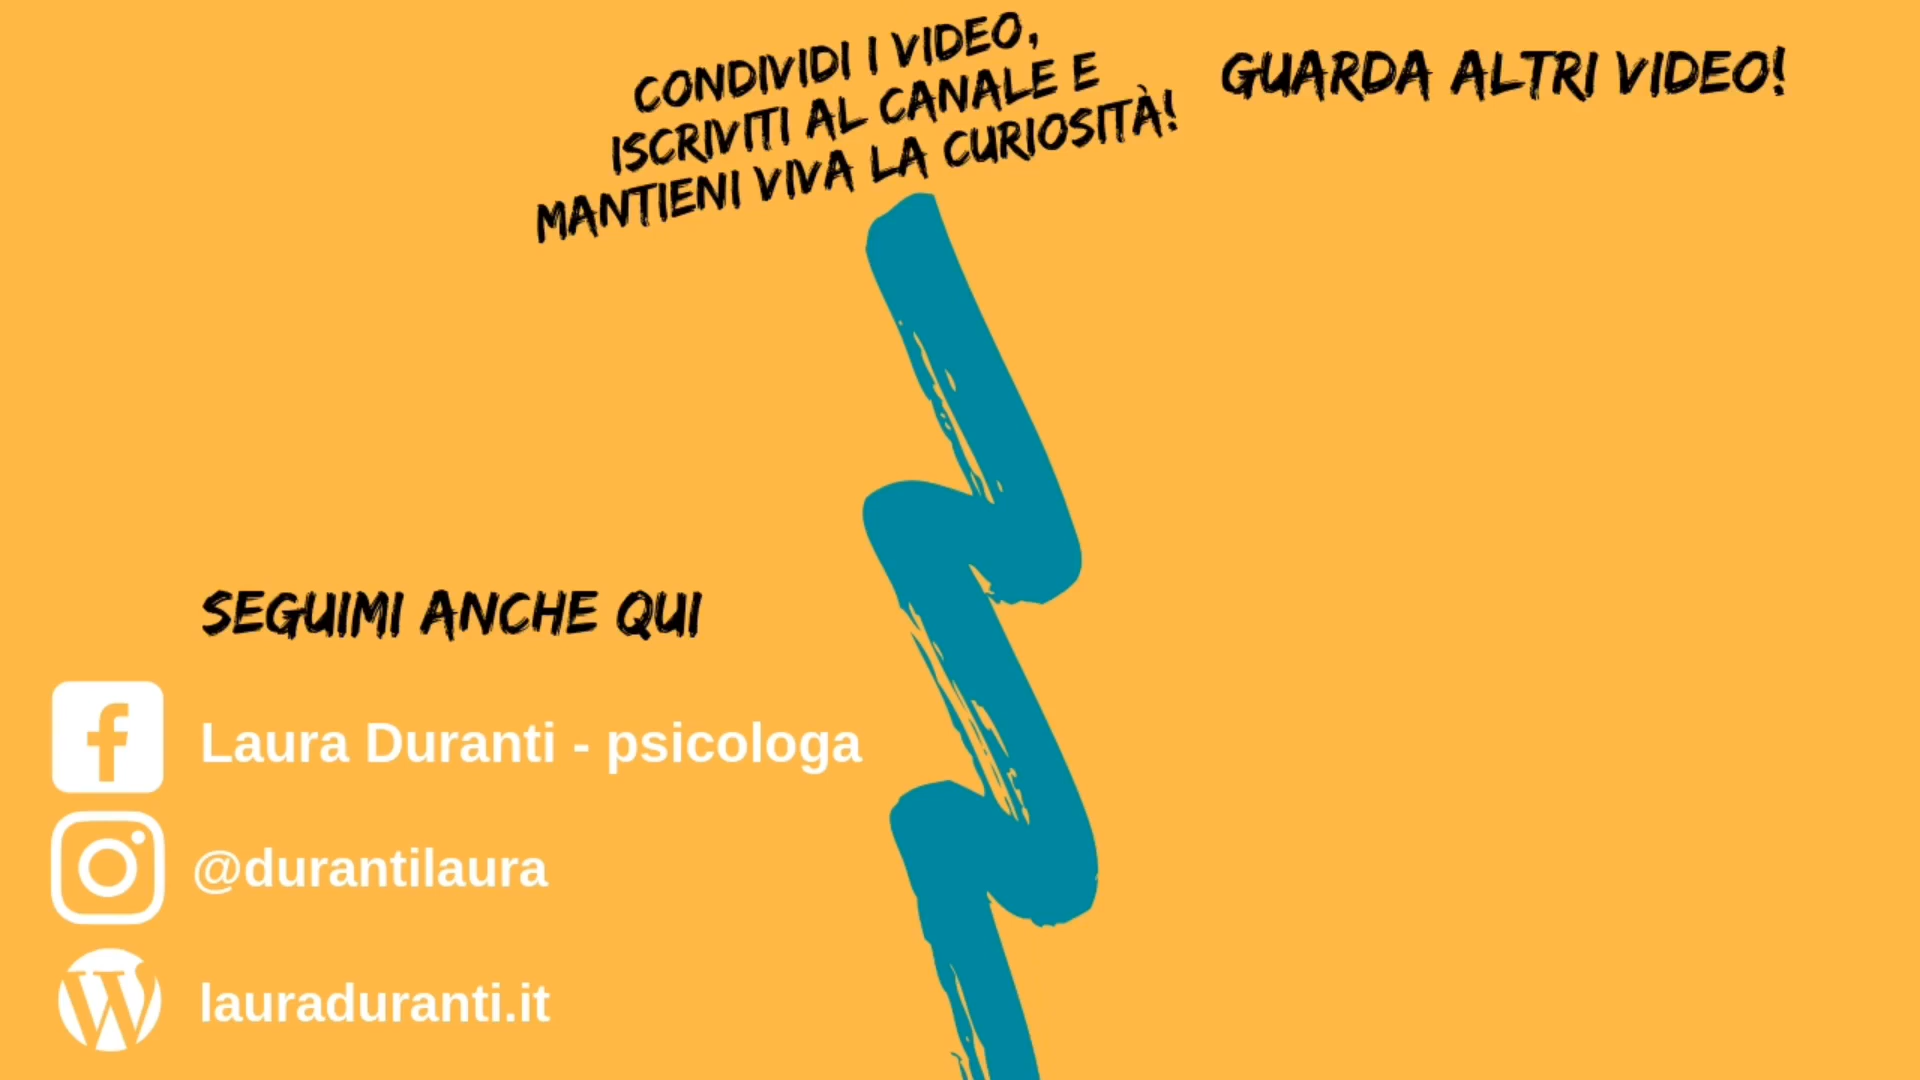 CONDIVIDI I VIDEO,
ISCRIVITI AL CANALE E
MANTIENI VIVA LA CURIOSITÀ!
GUARDA ALTRI VIDEO!
SEGUIMI ANCHE QUI
Laura Duranti - psicologa
@durantilaura
lauraduranti.it